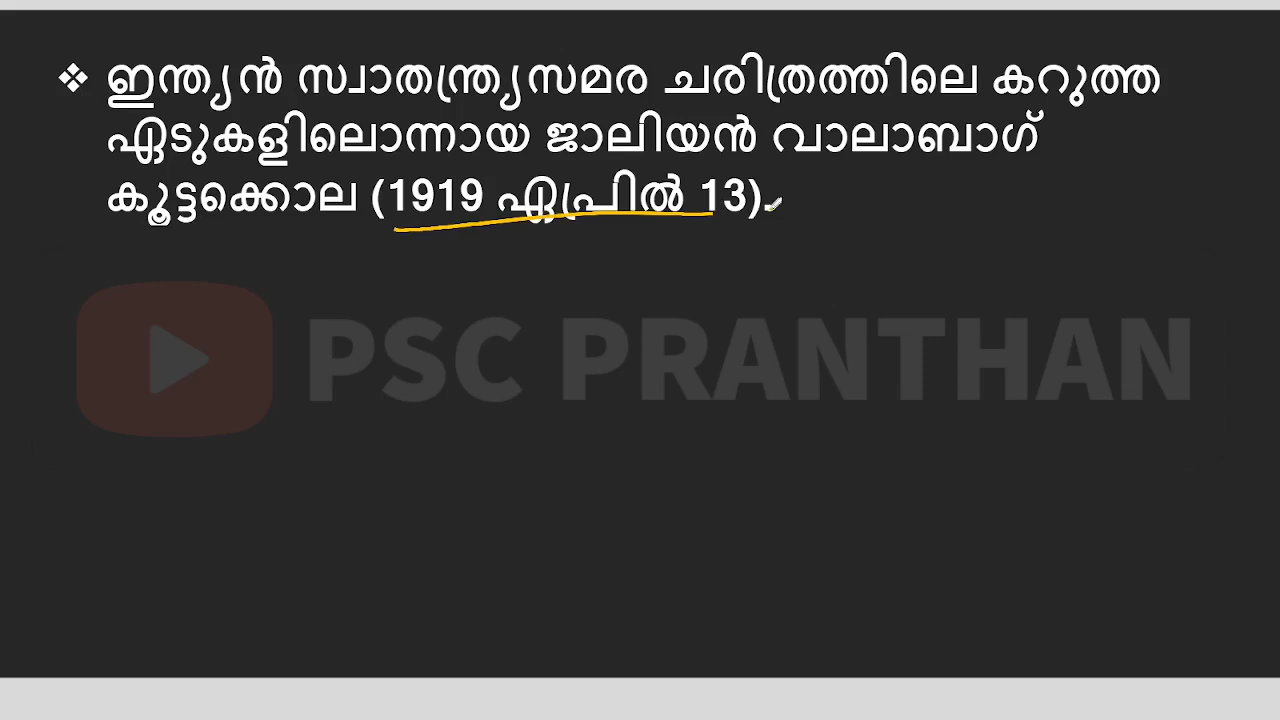 ❖ ഇന്ത്യൻ സ്വാതന്ത്ര്യസമര ചരിത്രത്തിലെ കറുത്ത
ഏടുകളിലൊന്നായ ജാലിയൻ വാലാബാഗ്
കൂട്ടക്കൊല (1919 ഏപ്രിൽ 13).
PSC PRANTHAN